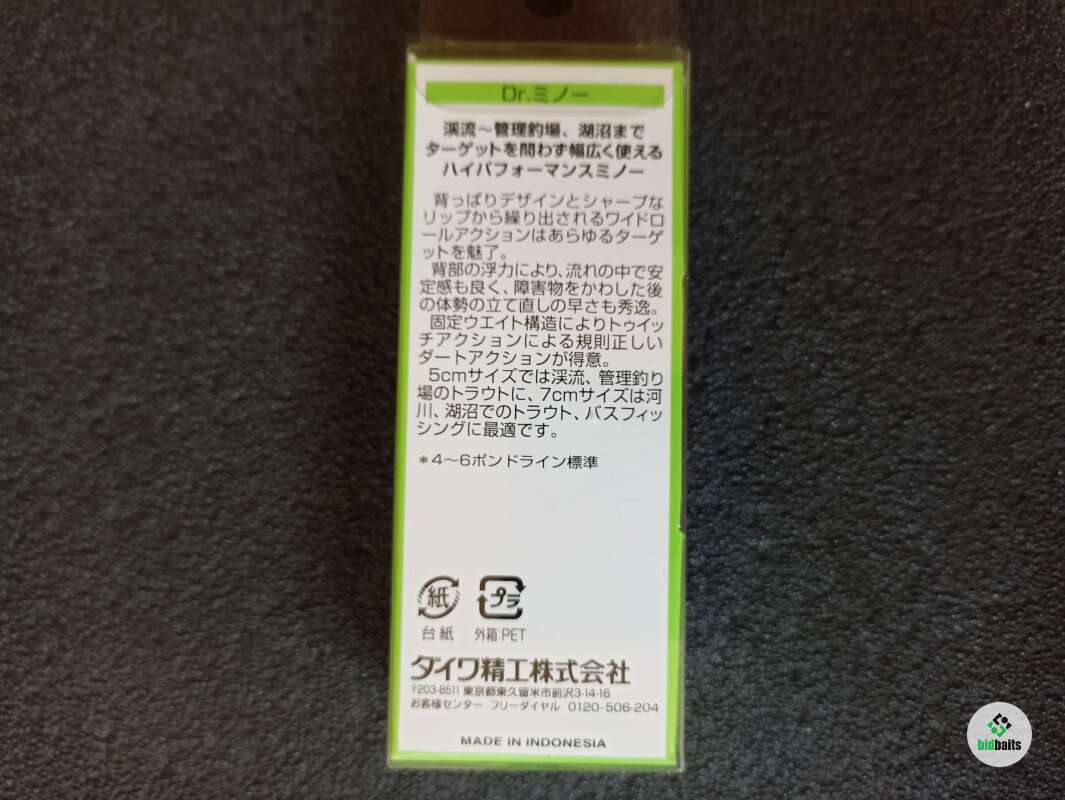 Dr.ミノー
渓流～管理釣場、湖沼まで
ターゲットを問わず幅広く使える
ハイパフォーマンスミノー
背っぱりデザインとシャープな
リップから繰り出されるワイドロ
ールアクションはあらゆるターゲ
ットを魅了。
背部の浮力により、流れの中で安
定感も良く、障害物をかわした後
の体勢の立て直しの早さも秀逸。
固定ウエイト構造によりトゥイッ
チアクションによる規則正しい
ダートアクションが得意。
5cmサイズでは渓流、管理釣り
場のトラウトに、7cmサイズは河
川、湖沼でのトラウト、バスフィッ
シングに最適です。
＊4～6ポンドライン標準
紙 プラ
台紙 外箱:PET
ダイワ精工株式会社
〒203-8511 東京都東久留米市前沢3-14-16
お客様センター フリーダイヤル 0120-506-204
MADE IN INDONESIA
bidbaits